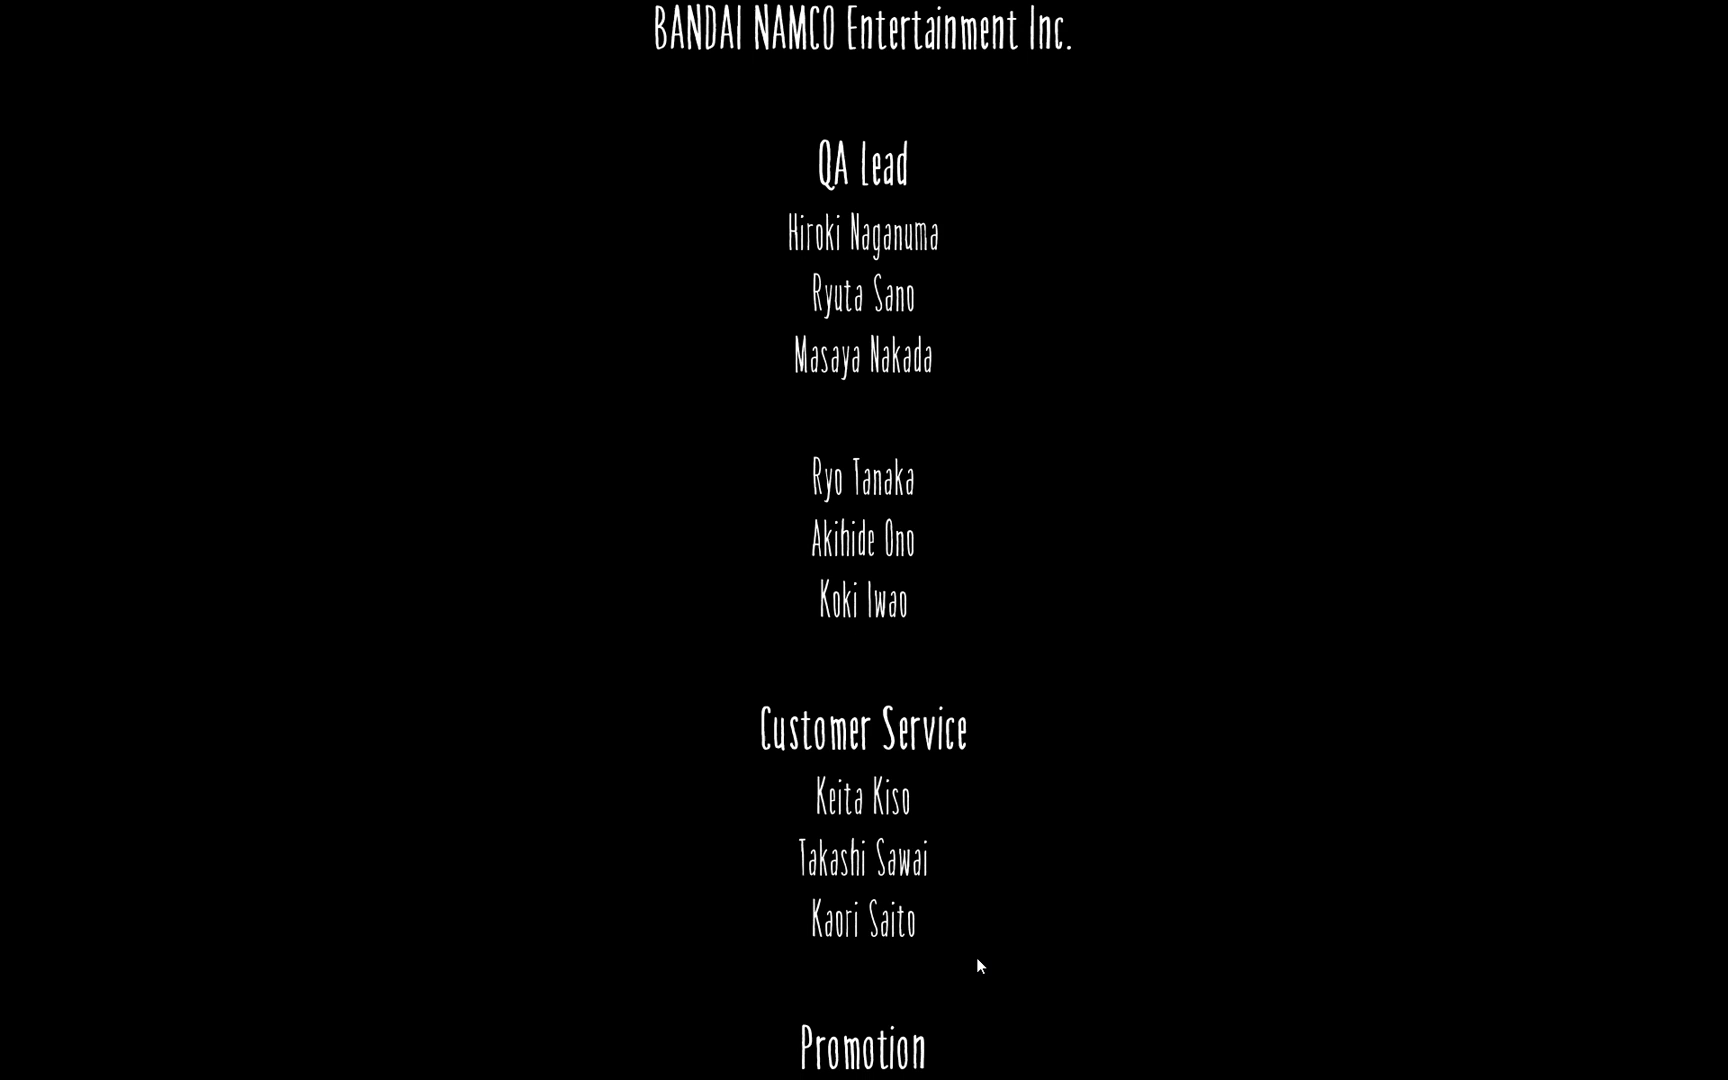 BANDAI NAMCO Entertainment Inc.
QA Lead
Hiroki Naganuma
Ryuta Sano
Masaya Nakada
Ryo Tanaka
Akihide Ono
Koki Iwao
Customer Service
Keita Kiso
Takashi Sawai
Kaori Saito
Promotion